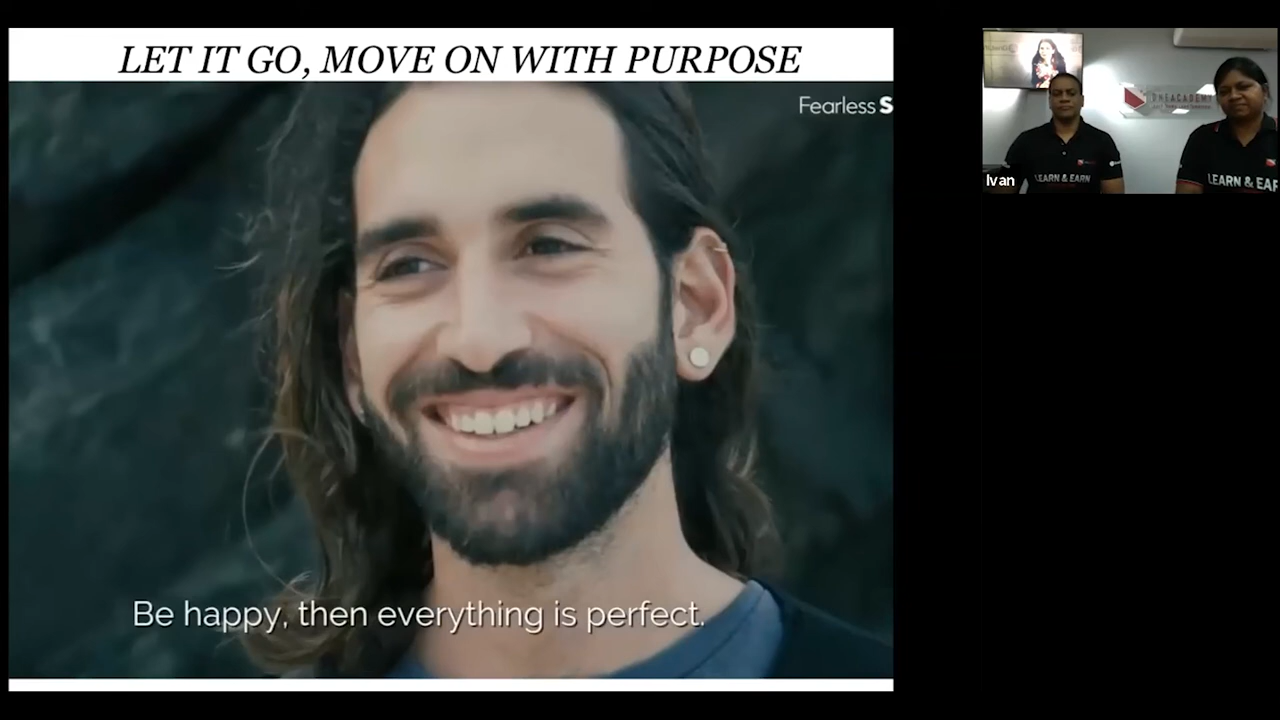 LET IT GO, MOVE ON WITH PURPOSE
Fearless S
Be happy, then everything is perfect.
Ivan
LEARN & EARN
LEARN & EAR